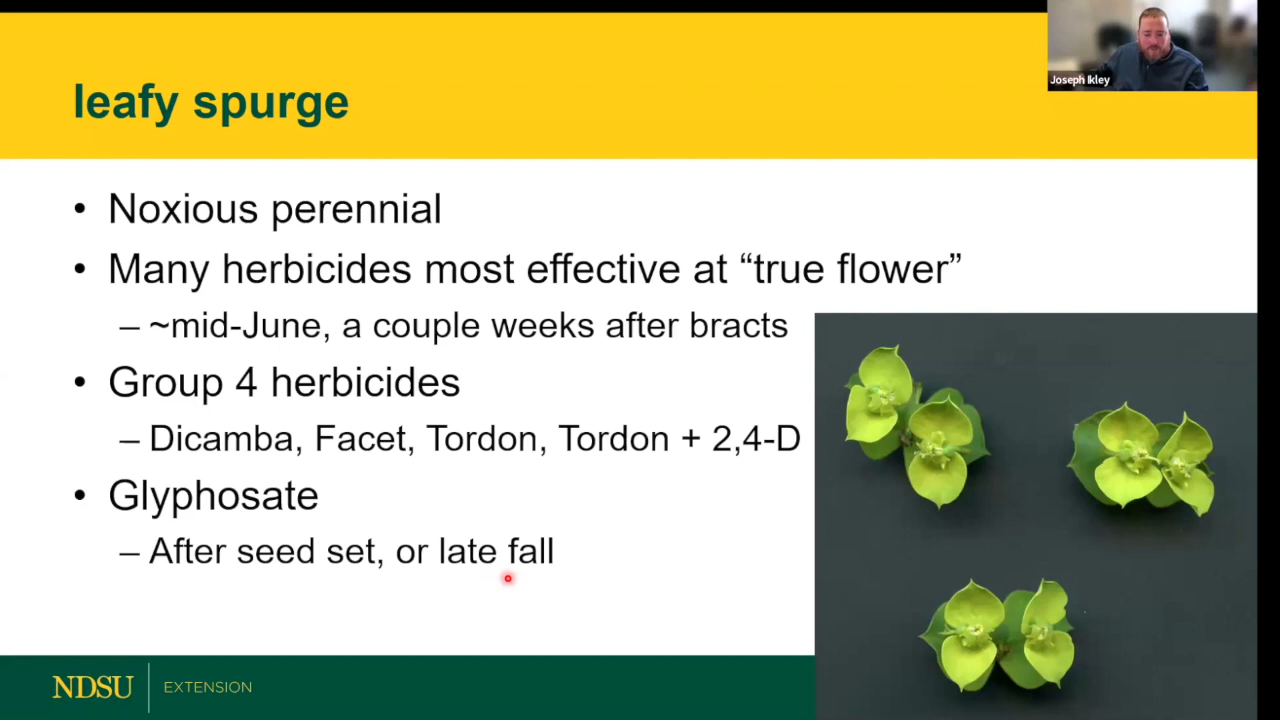 Joseph Ikley
leafy spurge
• Noxious perennial
• Many herbicides most effective at “true flower”
– ~mid-June, a couple weeks after bracts
• Group 4 herbicides
– Dicamba, Facet, Tordon, Tordon + 2,4-D
• Glyphosate
– After seed set, or late fall
NDSU EXTENSION